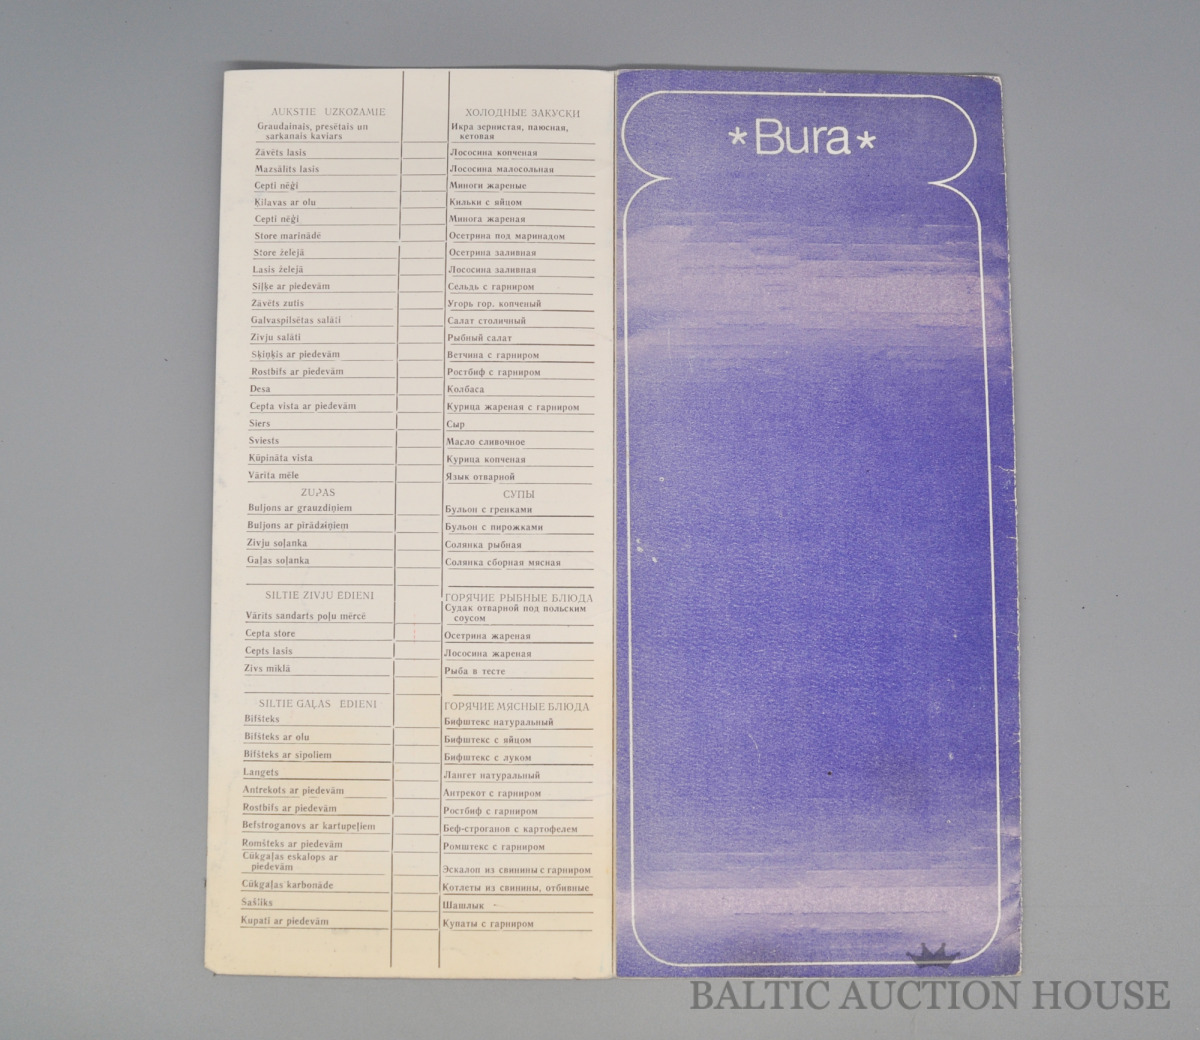 AUKSTIE UZKOŽAMIE
Graudainais, presētais un
sarkanais kaviars
Zāvēts lasis
Mazsālīts lasis
Cepti nēģi
Ķilavas ar olu
Cepti nēģi
Store marinādē
Store želejā
Lasis želejā
Siļķe ar piedevām
Zāvēts zutis
Galvaspilsētas salāti
Zivju salāti
Šķiņķis ar piedevām
Rostbifs ar piedevām
Desa
Cepta vista ar piedevām
Siers
Sviests
Kūpināta vista
Vārīta mēle
ZUPAS
Buljons ar grauzdiņiem
Buljons ar pīrādziņiem
Zivju soļanka
Gaļas soļanka
SILTIE ZIVJU ĒDIENI
Vārīts sandarts poļu mērcē
Cepta store
Cepts lasis
Zivs mīklā
SILTIE GAĻAS ĒDIENI
Bifšteks
Bifšteks ar olu
Bifšteks ar sīpoliem
Langets
Antrekots ar piedevām
Rostbifs ar piedevām
Befstroganovs ar kartupeļiem
Romšteks ar piedevām
Cūkgaļas eskalops ar
piedevām
Cūkgaļas karbonāde
Šašliks
Kupati ar piedevām
ХОЛОДНЫЕ ЗАКУСКИ
Икра зернистая, паюсная,
кетовая
Лососина копченая
Лососина малосольная
Миноги жареные
Кильки с яйцом
Минога жареная
Осетрина под маринадом
Осетрина заливная
Лососина заливная
Сельдь с гарниром
Угорь гор. копченый
Салат столичный
Рыбный салат
Ветчина с гарниром
Ростбиф с гарниром
Колбаса
Курица жареная с гарниром
Сыр
Масло сливочное
Курица копченая
Язык отварной
СУПЫ
Бульон с гренками
Бульон с пирожками
Солянка рыбная
Солянка сборная мясная
ГОРЯЧИЕ РЫБНЫЕ БЛЮДА
Судак отварной под польским
соусом
Осетрина жареная
Лососина жареная
Рыба в тесте
ГОРЯЧИЕ МЯСНЫЕ БЛЮДА
Бифштекс натуральный
Бифштекс с яйцом
Бифштекс с луком
Лангет натуральный
Антрекот с гарниром
Ростбиф с гарниром
Беф-строганов с картофелем
Ромштекс с гарниром
Эскалоп из свинины с гарниром
Котлеты из свинины, отбивные
Шашлык
Купаты с гарниром
*Bura*
BALTIC AUCTION HOUSE